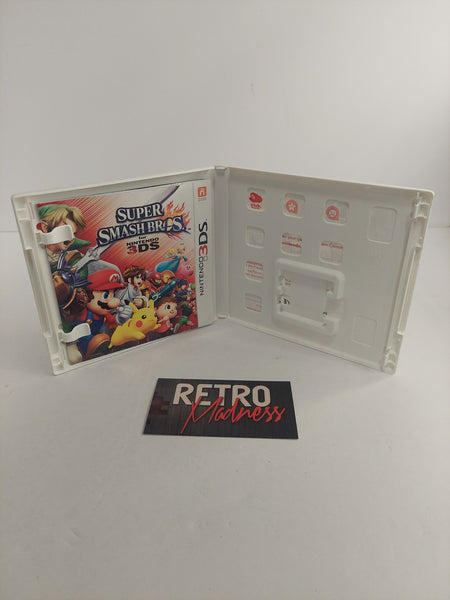 SUPER
SMASH BROS.
for
NINTENDO
3DS
NINTENDO 3DS
RETRO
Madness